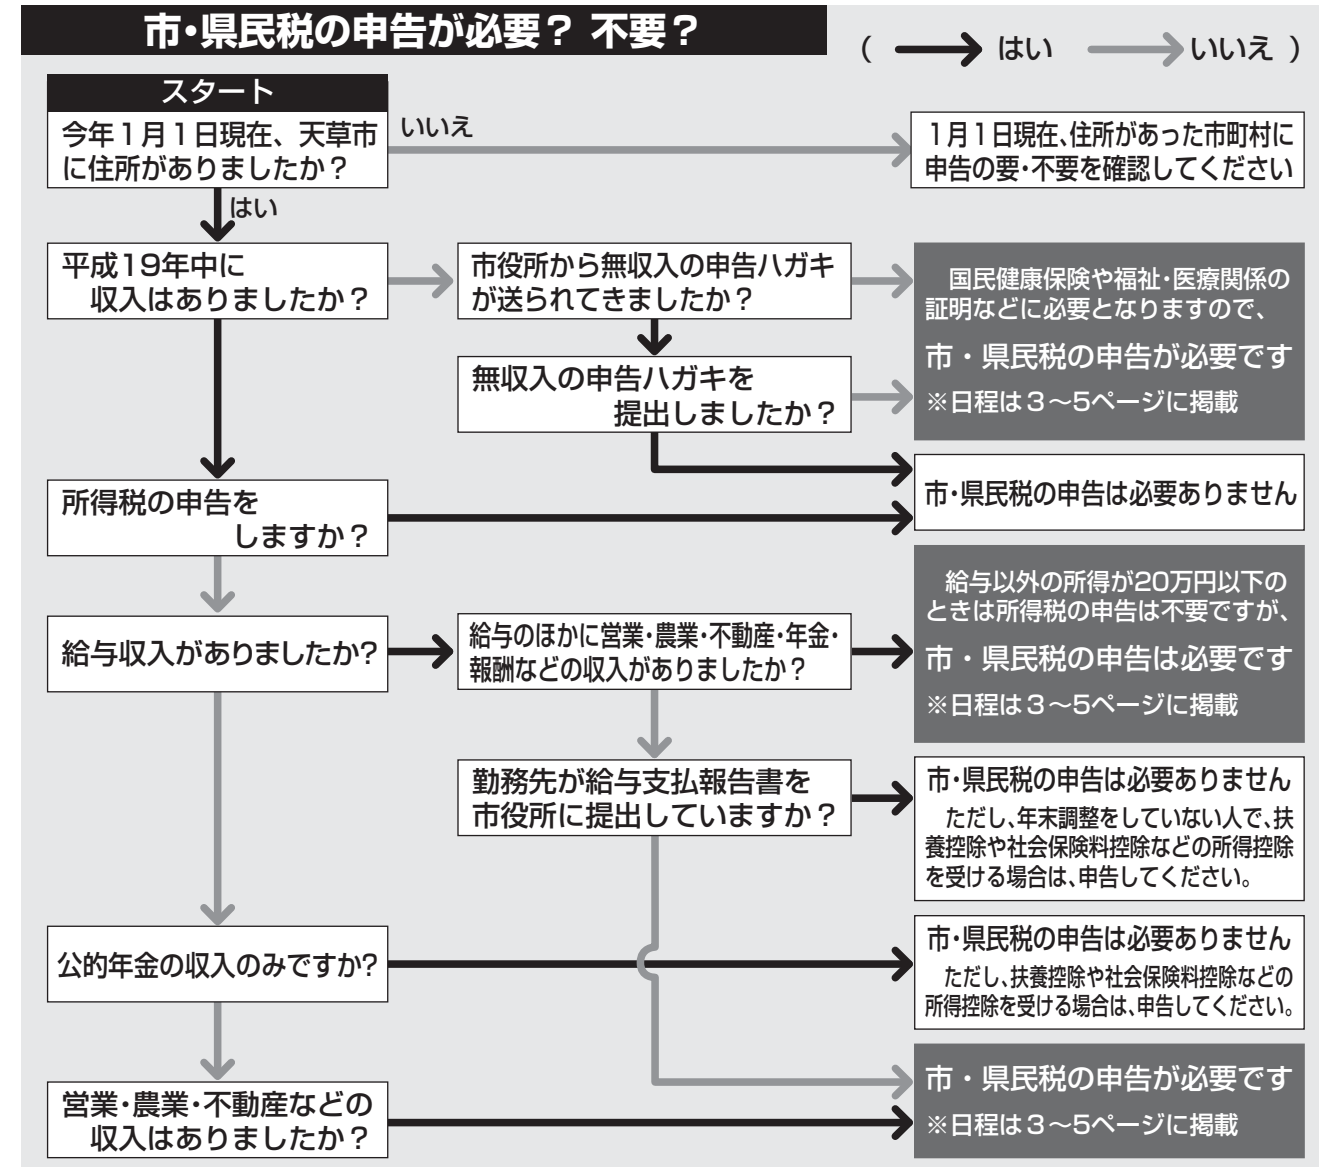 市・県民税の申告が必要？ 不要？
（ → はい → いいえ ）
スタート
今年１月１日現在、天草市
に住所がありましたか？
いいえ
１月１日現在、住所があった市町村に
申告の要・不要を確認してください
はい
平成19年中に
収入はありましたか？
市役所から無収入の申告ハガキ
が送られてきましたか？
国民健康保険や福祉・医療関係の
証明などに必要となりますので、
市・県民税の申告が必要です
※日程は３～５ページに掲載
無収入の申告ハガキを
提出しましたか？
市・県民税の申告は必要ありません
所得税の申告を
しますか？
給与以外の所得が20万円以下の
ときは所得税の申告は不要ですが、
市・県民税の申告は必要です
※日程は３～５ページに掲載
給与収入がありましたか?
給与のほかに営業・農業・不動産・年金・
報酬などの収入がありましたか？
勤務先が給与支払報告書を
市役所に提出していますか？
市・県民税の申告は必要ありません
ただし、年末調整をしていない人で、扶
養控除や社会保険料控除などの所得控除
を受ける場合は、申告してください。
公的年金の収入のみですか?
市・県民税の申告は必要ありません
ただし、扶養控除や社会保険料控除などの
所得控除を受ける場合は、申告してください。
営業・農業・不動産などの
収入はありましたか？
市・県民税の申告が必要です
※日程は３～５ページに掲載